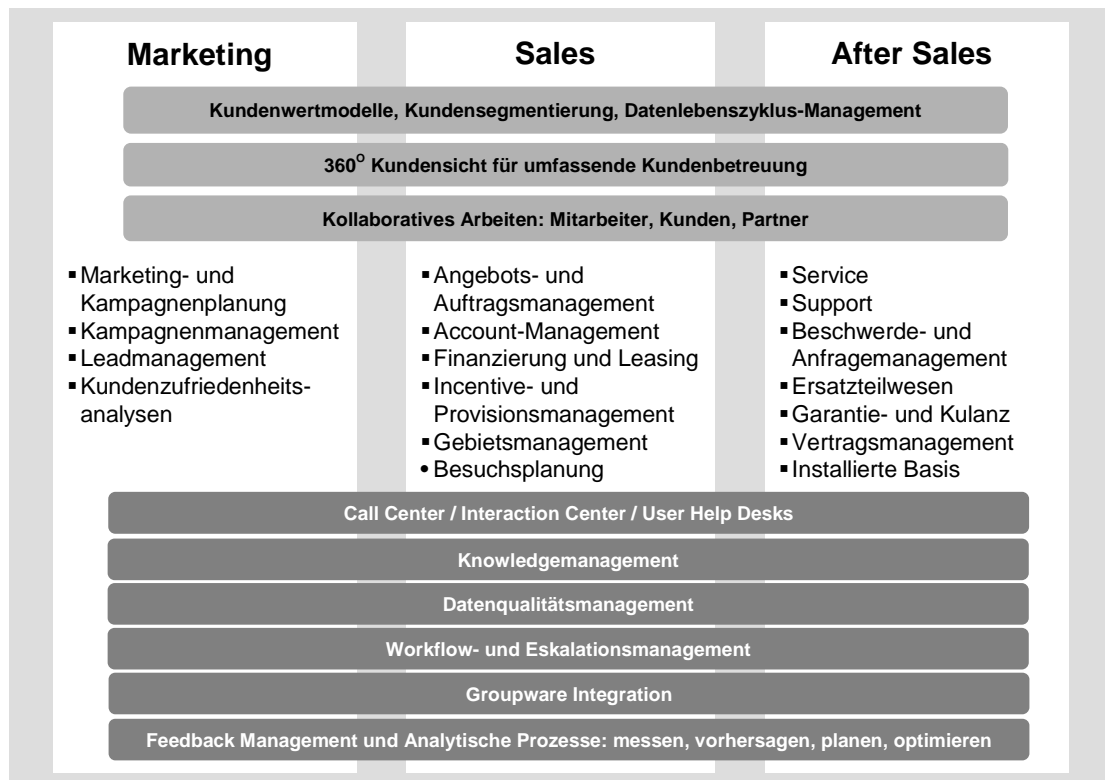 Marketing
Sales
After Sales
Kundenwertmodelle, Kundensegmentierung, Datenlebenszyklus-Management
360° Kundensicht für umfassende Kundenbetreuung
Kollaboratives Arbeiten: Mitarbeiter, Kunden, Partner
▪ Marketing- und
Kampagnenplanung
▪ Kampagnenmanagement
▪ Leadmanagement
▪ Kundenzufriedenheits-
analysen
▪ Angebots- und
Auftragsmanagement
▪ Account-Management
▪ Finanzierung und Leasing
▪ Incentive- und
Provisionsmanagement
▪ Gebietsmanagement
• Besuchsplanung
▪ Service
▪ Support
▪ Beschwerde- und
Anfragemanagement
▪ Ersatzteilwesen
▪ Garantie- und Kulanz
▪ Vertragsmanagement
▪ Installierte Basis
Call Center / Interaction Center / User Help Desks
Knowledgemanagement
Datenqualitätsmanagement
Workflow- und Eskalationsmanagement
Groupware Integration
Feedback Management und Analytische Prozesse: messen, vorhersagen, planen, optimieren